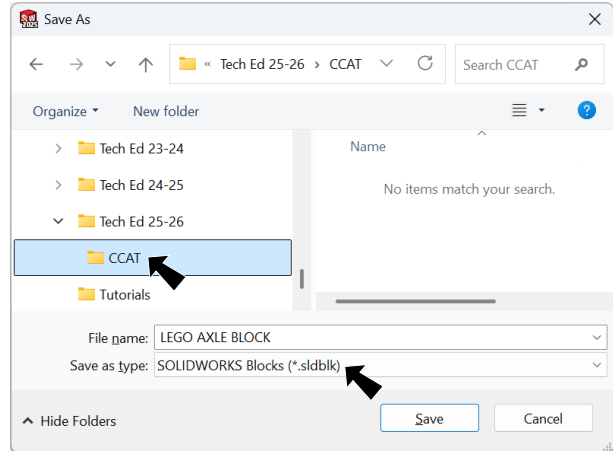 SW 2025 Save As
« Tech Ed 25-26 > CCAT Search CCAT
Organize New folder
Tech Ed 23-24
Tech Ed 24-25
Tech Ed 25-26
CCAT
Tutorials
Name
No items match your search.
File name: LEGO AXLE BLOCK
Save as type: SOLIDWORKS Blocks (*.sldblk)
Hide Folders Save Cancel